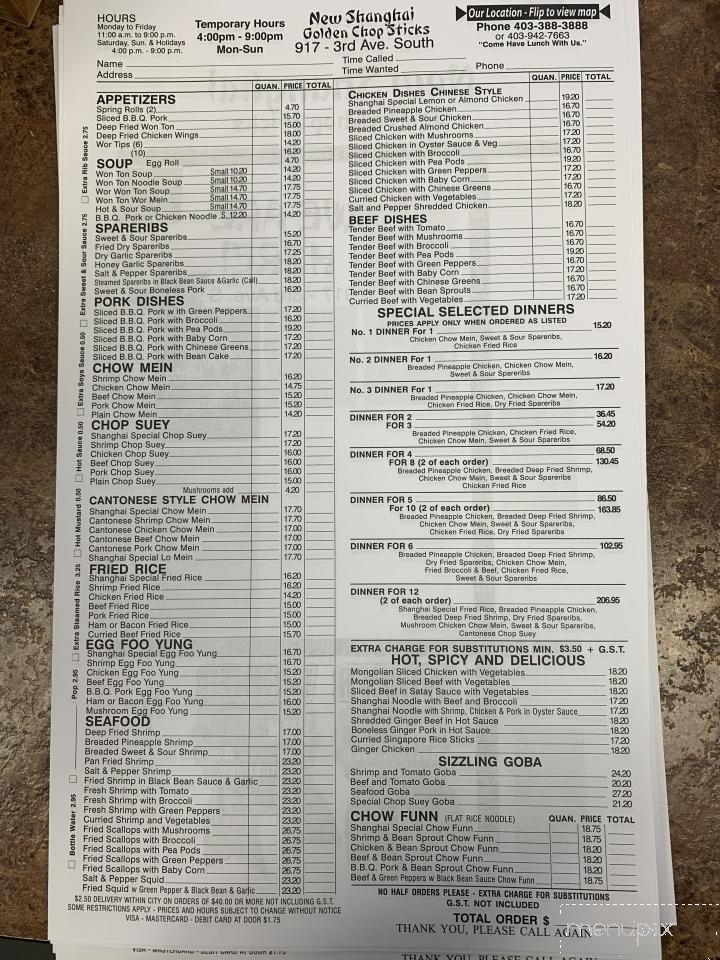 HOURS
Monday to Friday
11:00 a.m. to 9:00 p.m.
Saturday, Sun. & Holidays
4:00 p.m. - 9:00 p.m.
Temporary Hours
4:00pm - 9:00pm
Mon-Sun
New Shanghai
Golden Chop Sticks
917 - 3rd Ave. South
Our Location - Flip to view map
Phone 403-388-3888
or 403-942-7663
"Come Have Lunch With Us."
Name
Address
Time Called
Time Wanted
Phone
QUAN. PRICE TOTAL
APPETIZERS
Spring Rolls (2) 4.70
Sliced B.B.Q. Pork 15.70
Deep Fried Won Ton 15.00
Deep Fried Chicken Wings 18.00
Wor Tips (6) 14.20
(10) 16.20
SOUP Egg Roll 4.70
Won Ton Soup Small 10.20 14.20
Won Ton Noodle Soup Small 10.20 14.20
Wor Won Ton Soup Small 14.70 17.75
Won Ton Wor Mein Small 14.70 17.75
Hot & Sour Soup Small 14.70 17.75
B.B.Q. Pork or Chicken Noodle S. 12.20 14.20
SPARERIBS
Sweet & Sour Spareribs 15.20
Fried Dry Spareribs 16.70
Dry Garlic Spareribs 17.25
Honey Garlic Spareribs 18.20
Salt & Pepper Spareribs 18.20
Steamed Spareribs in Black Bean Sauce &Garlic (Call) 18.20
Sweet & Sour Boneless Pork 16.20
PORK DISHES
Sliced B.B.Q. Pork with Green Peppers 17.20
Sliced B.B.Q. Pork with Broccoli 16.20
Sliced B.B.Q. Pork with Pea Pods 19.20
Sliced B.B.Q. Pork with Baby Corn 17.20
Sliced B.B.Q. Pork with Chinese Greens 17.20
Sliced B.B.Q. Pork with Bean Cake 17.20
CHOW MEIN
Shrimp Chow Mein 16.20
Chicken Chow Mein 14.75
Beef Chow Mein 15.20
Pork Chow Mein 15.20
Plain Chow Mein 14.20
CHOP SUEY
Shanghai Special Chop Suey 17.20
Shrimp Chop Suey 17.20
Chicken Chop Suey 16.00
Beef Chop Suey 16.00
Pork Chop Suey 16.00
Plain Chop Suey 15.00
Mushrooms add 4.20
CANTONESE STYLE CHOW MEIN
Shanghai Special Chow Mein 17.70
Cantonese Shrimp Chow Mein 17.70
Cantonese Chicken Chow Mein 17.00
Cantonese Beef Chow Mein 17.00
Cantonese Pork Chow Mein 17.00
Shanghai Special Lo Mein 17.70
FRIED RICE
Shanghai Special Fried Rice 16.20
Shrimp Fried Rice 16.20
Chicken Fried Rice 14.20
Beef Fried Rice 15.00
Pork Fried Rice 15.00
Ham or Bacon Fried Rice 15.00
Curried Beef Fried Rice 15.70
EGG FOO YUNG
Shanghai Special Egg Foo Yung 16.70
Shrimp Egg Foo Yung 16.70
Chicken Egg Foo Yung 15.20
Beef Egg Foo Yung 15.20
B.B.Q. Pork Egg Foo Yung 15.20
Ham or Bacon Egg Foo Yung 16.20
Mushroom Egg Foo Yung 15.20
SEAFOOD
Deep Fried Shrimp 17.00
Breaded Pineapple Shrimp 17.00
Breaded Sweet & Sour Shrimp 17.00
Pan Fried Shrimp 23.20
Salt & Pepper Shrimp 23.20
Fried Shrimp in Black Bean Sauce & Garlic 23.20
Fresh Shrimp with Tomato 23.20
Fresh Shrimp with Broccoli 23.20
Fresh Shrimp with Green Peppers 23.20
Curried Shrimp and Vegetables 23.20
Fried Scallops with Mushrooms 26.75
Fried Scallops with Broccoli 26.75
Fried Scallops with Pea Pods 26.75
Fried Scallops with Green Peppers 26.75
Fried Scallops with Baby Corn 26.75
Salt & Pepper Squid 23.20
Fried Squid w Green Pepper & Black Bean & Garlic 23.20
$2.50 DELIVERY WITHIN CITY ON ORDERS OF $40.00 OR MORE NOT INCLUDING G.S.T.
SOME RESTRICTIONS APPLY - PRICES AND HOURS SUBJECT TO CHANGE WITHOUT NOTICE
VISA - MASTERCARD - DEBIT CARD AT DOOR $1.75
Extra Rib Sauce 2.75
Extra Sweet & Sour Sauce 2.75
Extra Soya Sauce 0.50
Hot Sauce 0.50
Hot Mustard 0.50
Extra Steamed Rice 3.25
Pop 2.95
Bottle Water 2.95
QUAN. PRICE TOTAL
CHICKEN DISHES CHINESE STYLE
Shanghai Special Lemon or Almond Chicken 19.20
Breaded Pineapple Chicken 16.70
Breaded Sweet & Sour Chicken 16.70
Breaded Crushed Almond Chicken 16.70
Sliced Chicken with Mushrooms 17.20
Sliced Chicken in Oyster Sauce & Veg 17.20
Sliced Chicken with Broccoli 16.70
Sliced Chicken with Pea Pods 19.20
Sliced Chicken with Green Peppers 17.20
Sliced Chicken with Baby Corn 17.20
Sliced Chicken with Chinese Greens 16.70
Curried Chicken with Vegetables 17.20
Salt and Pepper Shredded Chicken 18.20
BEEF DISHES
Tender Beef with Tomato 16.70
Tender Beef with Mushrooms 16.70
Tender Beef with Broccoli 16.70
Tender Beef with Pea Pods 19.20
Tender Beef with Green Peppers 16.70
Tender Beef with Baby Corn 17.20
Tender Beef with Chinese Greens 17.20
Tender Beef with Bean Sprouts 16.70
Curried Beef with Vegetables 17.20
SPECIAL SELECTED DINNERS
PRICES APPLY ONLY WHEN ORDERED AS LISTED
No. 1 DINNER For 1 15.20
Chicken Chow Mein, Sweet & Sour Spareribs,
Chicken Fried Rice
No. 2 DINNER For 1 16.20
Breaded Pineapple Chicken, Chicken Chow Mein,
Sweet & Sour Spareribs
No. 3 DINNER For 1 17.20
Breaded Pineapple Chicken, Chicken Chow Mein,
Chicken Fried Rice, Dry Fried Spareribs
DINNER FOR 2 36.45
FOR 3 54.20
Breaded Pineapple Chicken, Chicken Fried Rice,
Chicken Chow Mein, Sweet & Sour Spareribs
DINNER FOR 4 68.50
FOR 8 (2 of each order) 130.45
Breaded Pineapple Chicken, Breaded Deep Fried Shrimp,
Chicken Chow Mein, Sweet & Sour Spareribs
Chicken Fried Rice
DINNER FOR 5 86.50
For 10 (2 of each order) 163.85
Breaded Pineapple Chicken, Breaded Deep Fried Shrimp,
Chicken Chow Mein, Sweet & Sour Spareribs,
Chicken Fried Rice, Dry Fried Spareribs
DINNER FOR 6 102.95
Breaded Pineapple Chicken, Breaded Deep Fried Shrimp,
Dry Fried Spareribs, Chicken Chow Mein,
Fried Broccoli & Beef, Chicken Fried Rice,
Sweet & Sour Spareribs
DINNER FOR 12
(2 of each order) 206.95
Shanghai Special Fried Rice, Breaded Pineapple Chicken,
Breaded Deep Fried Shrimp, Dry Fried Spareribs,
Mushroom Chicken Chow Mein, Sweet & Sour Spareribs,
Cantonese Chop Suey
EXTRA CHARGE FOR SUBSTITUTIONS MIN. $3.50 + G.S.T.
HOT, SPICY AND DELICIOUS
Mongolian Sliced Chicken with Vegetables 18.20
Mongolian Sliced Beef with Vegetables 18.20
Sliced Beef in Satay Sauce with Vegetables 18.20
Shanghai Noodle with Beef and Broccoli 17.20
Shanghai Noodle with Shrimp, Chicken & Pork in Oyster Sauce 17.20
Shredded Ginger Beef in Hot Sauce 18.20
Boneless Ginger Pork in Hot Sauce 18.20
Curried Singapore Rice Sticks 17.20
Ginger Chicken 18.20
SIZZLING GOBA
Shrimp and Tomato Goba 24.20
Beef and Tomato Goba 20.20
Seafood Goba 27.20
Special Chop Suey Goba 21.20
CHOW FUNN (FLAT RICE NOODLE) QUAN. PRICE TOTAL
Shanghai Special Chow Funn 18.75
Shrimp & Bean Sprout Chow Funn 18.75
Chicken & Bean Sprout Chow Funn 18.20
Beef & Bean Sprout Chow Funn 18.20
B.B.Q. Pork & Bean Sprout Chow Funn 18.20
Beef & Green Peppers w Black Bean Sauce Chow Funn 18.75
NO HALF ORDERS PLEASE - EXTRA CHARGE FOR SUBSTITUTIONS
G.S.T. NOT INCLUDED
TOTAL ORDER $
THANK YOU, PLEASE CALL AGAIN
menupix
VISA - MASTERCARD - DEBIT CARD AT DOOR $1.75
THANK YOU, PLEASE CALL AGAIN